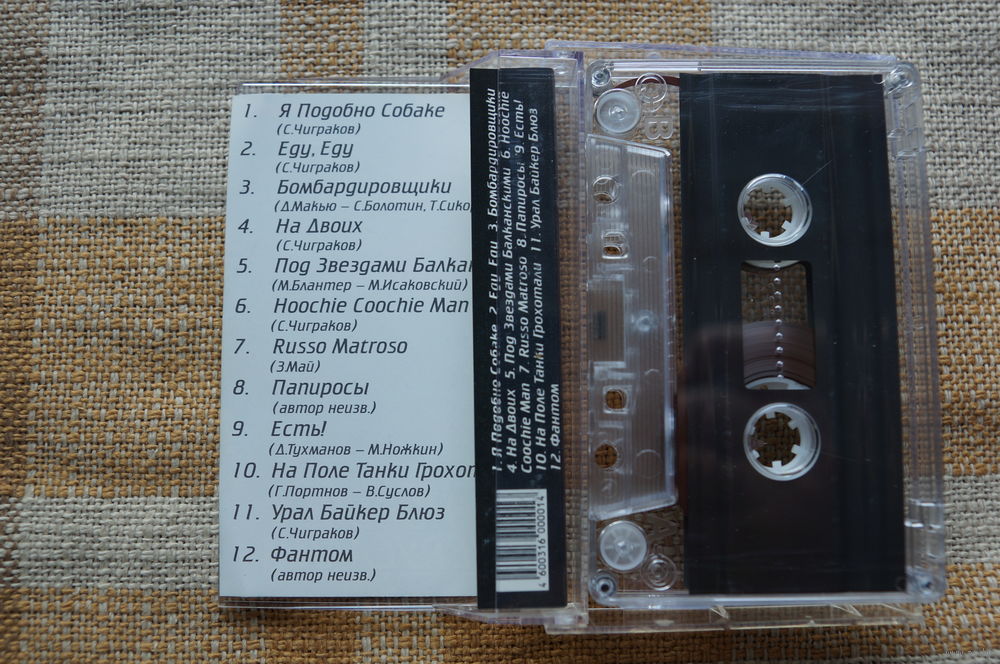 1. Я Подобно Собаке
(С.Чиграков)
2. Еду, Еду
(С.Чиграков)
3. Бомбардировщики
(Д.Макью – С.Болотин, Т.Сико
4. На Двоих
(С.Чиграков)
5. Под Звездами Балкан
(М.Блантер – М.Исаковский)
6. Hoochie Coochie Man
(С.Чиграков)
7. Russo Matroso
(З.Май)
8. Папиросы
(автор неизв.)
9. Есть!
(Д.Тухманов – М.Ножкин)
10. На Поле Танки Грохот
(Г.Портнов – В.Суслов)
11. Урал Байкер Блюз
(С.Чиграков)
12. Фантом
(автор неизв.)
1. Я Подобно Собаке 2. Еду, Еду 3. Бомбардировщики
4. На Двоих 5. Под Звездами Балканскими 6. Hoochie
Coochie Man 7. Russo Matroso 8. Папиросы 9. Есть!
10. На Поле Танки Грохотали 11. Урал Байкер Блюз
12. Фантом
4 600316 000014
B
A